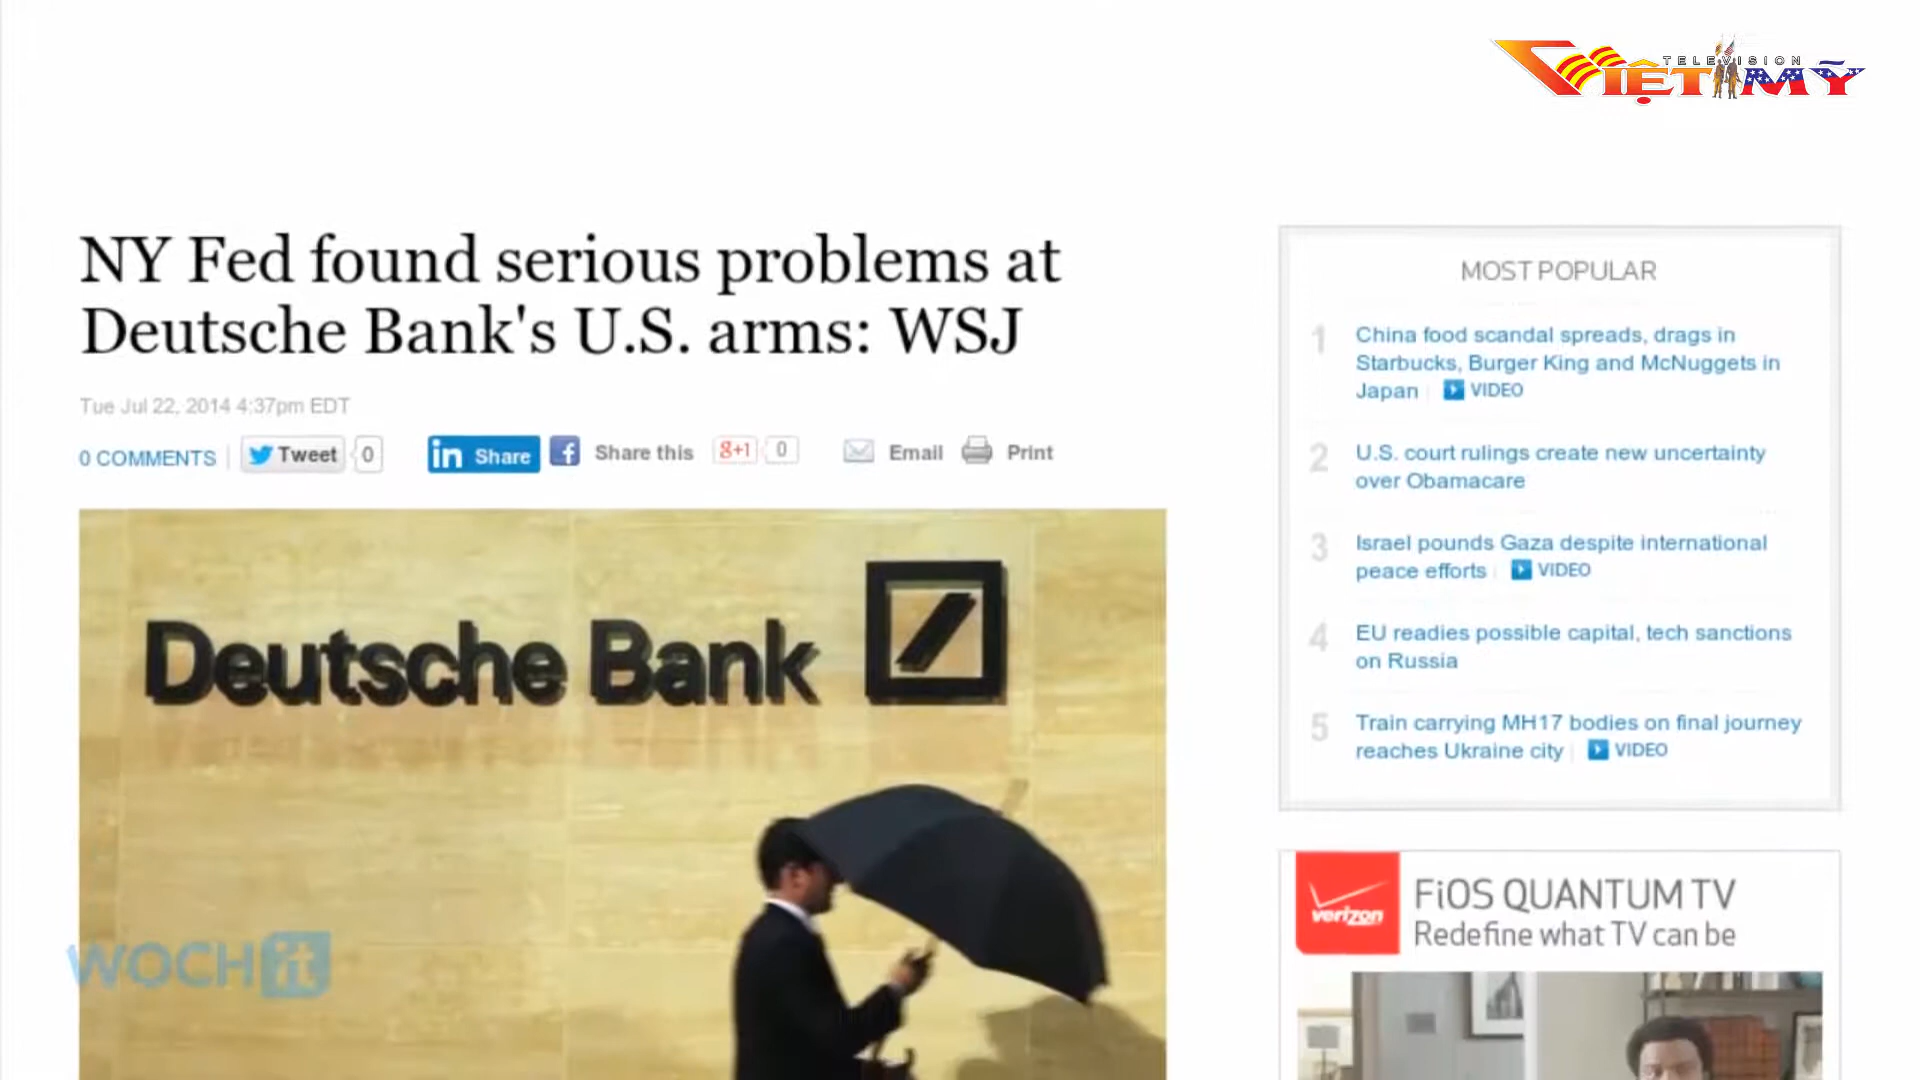 TELEVISION
VIỆT MỸ
NY Fed found serious problems at
Deutsche Bank's U.S. arms: WSJ
Tue Jul 22, 2014 4:37pm EDT
0 COMMENTS
Tweet
0
in Share
f Share this
g+1
0
Email
Print
Deutsche Bank
WOCHit
MOST POPULAR
1
China food scandal spreads, drags in
Starbucks, Burger King and McNuggets in
Japan | VIDEO
2
U.S. court rulings create new uncertainty
over Obamacare
3
Israel pounds Gaza despite international
peace efforts | VIDEO
4
EU readies possible capital, tech sanctions
on Russia
5
Train carrying MH17 bodies on final journey
reaches Ukraine city | VIDEO
verizon
FiOS QUANTUM TV
Redefine what TV can be